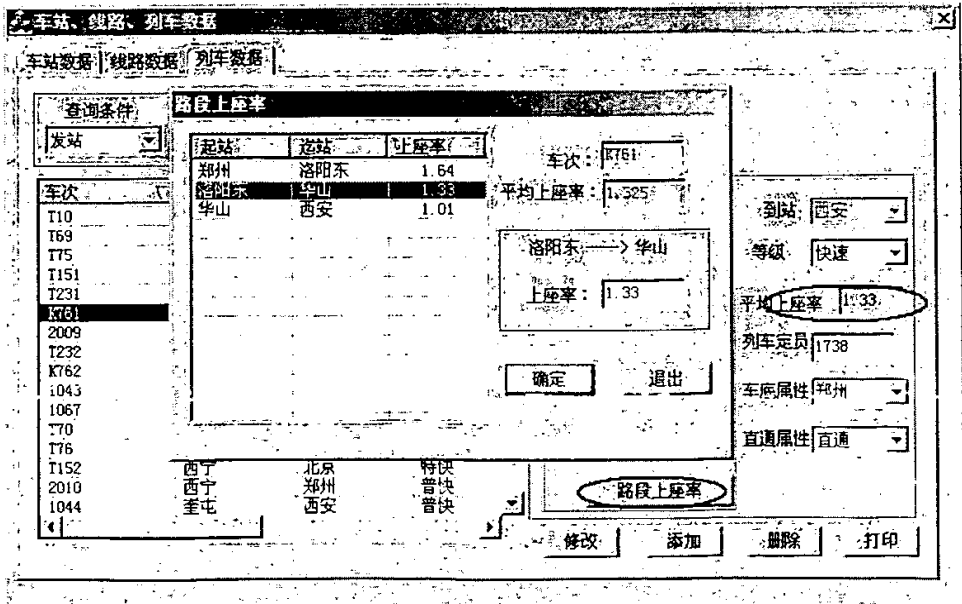 车站、线路、列车数据
车站数据 线路数据 列车数据
查询条件
发站
路段上座率
起站 迄站 上座率(
郑州 洛阳东 1.64
洛阳东 华山 1.33
华山 西安 1.01
车次： K761
平均上座率： 1.325
洛阳东 ——> 华山
上座率： 1.33
确定 退出
车次
T10
T69
T75
T151
T231
K761
2009
T232
K762
1043
1067
T70
T76
T152 西宁 北京 特快
2010 西宁 郑州 普快
1044 奎屯 西安 普快
到站 西安
等级 快速
平均上座率 1.33
列车定员 1738
车底属性 郑州
直通属性 直通
路段上座率
修改 添加 删除 打印